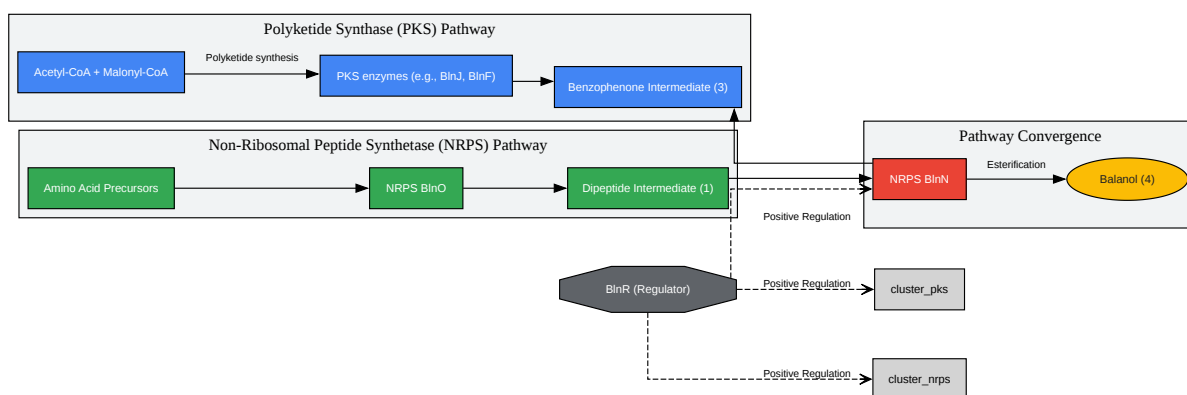 Polyketide Synthase (PKS) Pathway
Acetyl-CoA + Malonyl-CoA
Polyketide synthesis
PKS enzymes (e.g., BlnJ, BlnF)
Benzophenone Intermediate (3)
Non-Ribosomal Peptide Synthetase (NRPS) Pathway
Amino Acid Precursors
NRPS BlnO
Dipeptide Intermediate (1)
Pathway Convergence
NRPS BlnN
Esterification
Balanol (4)
Positive Regulation
BlnR (Regulator)
Positive Regulation
cluster_pks
Positive Regulation
cluster_nrps